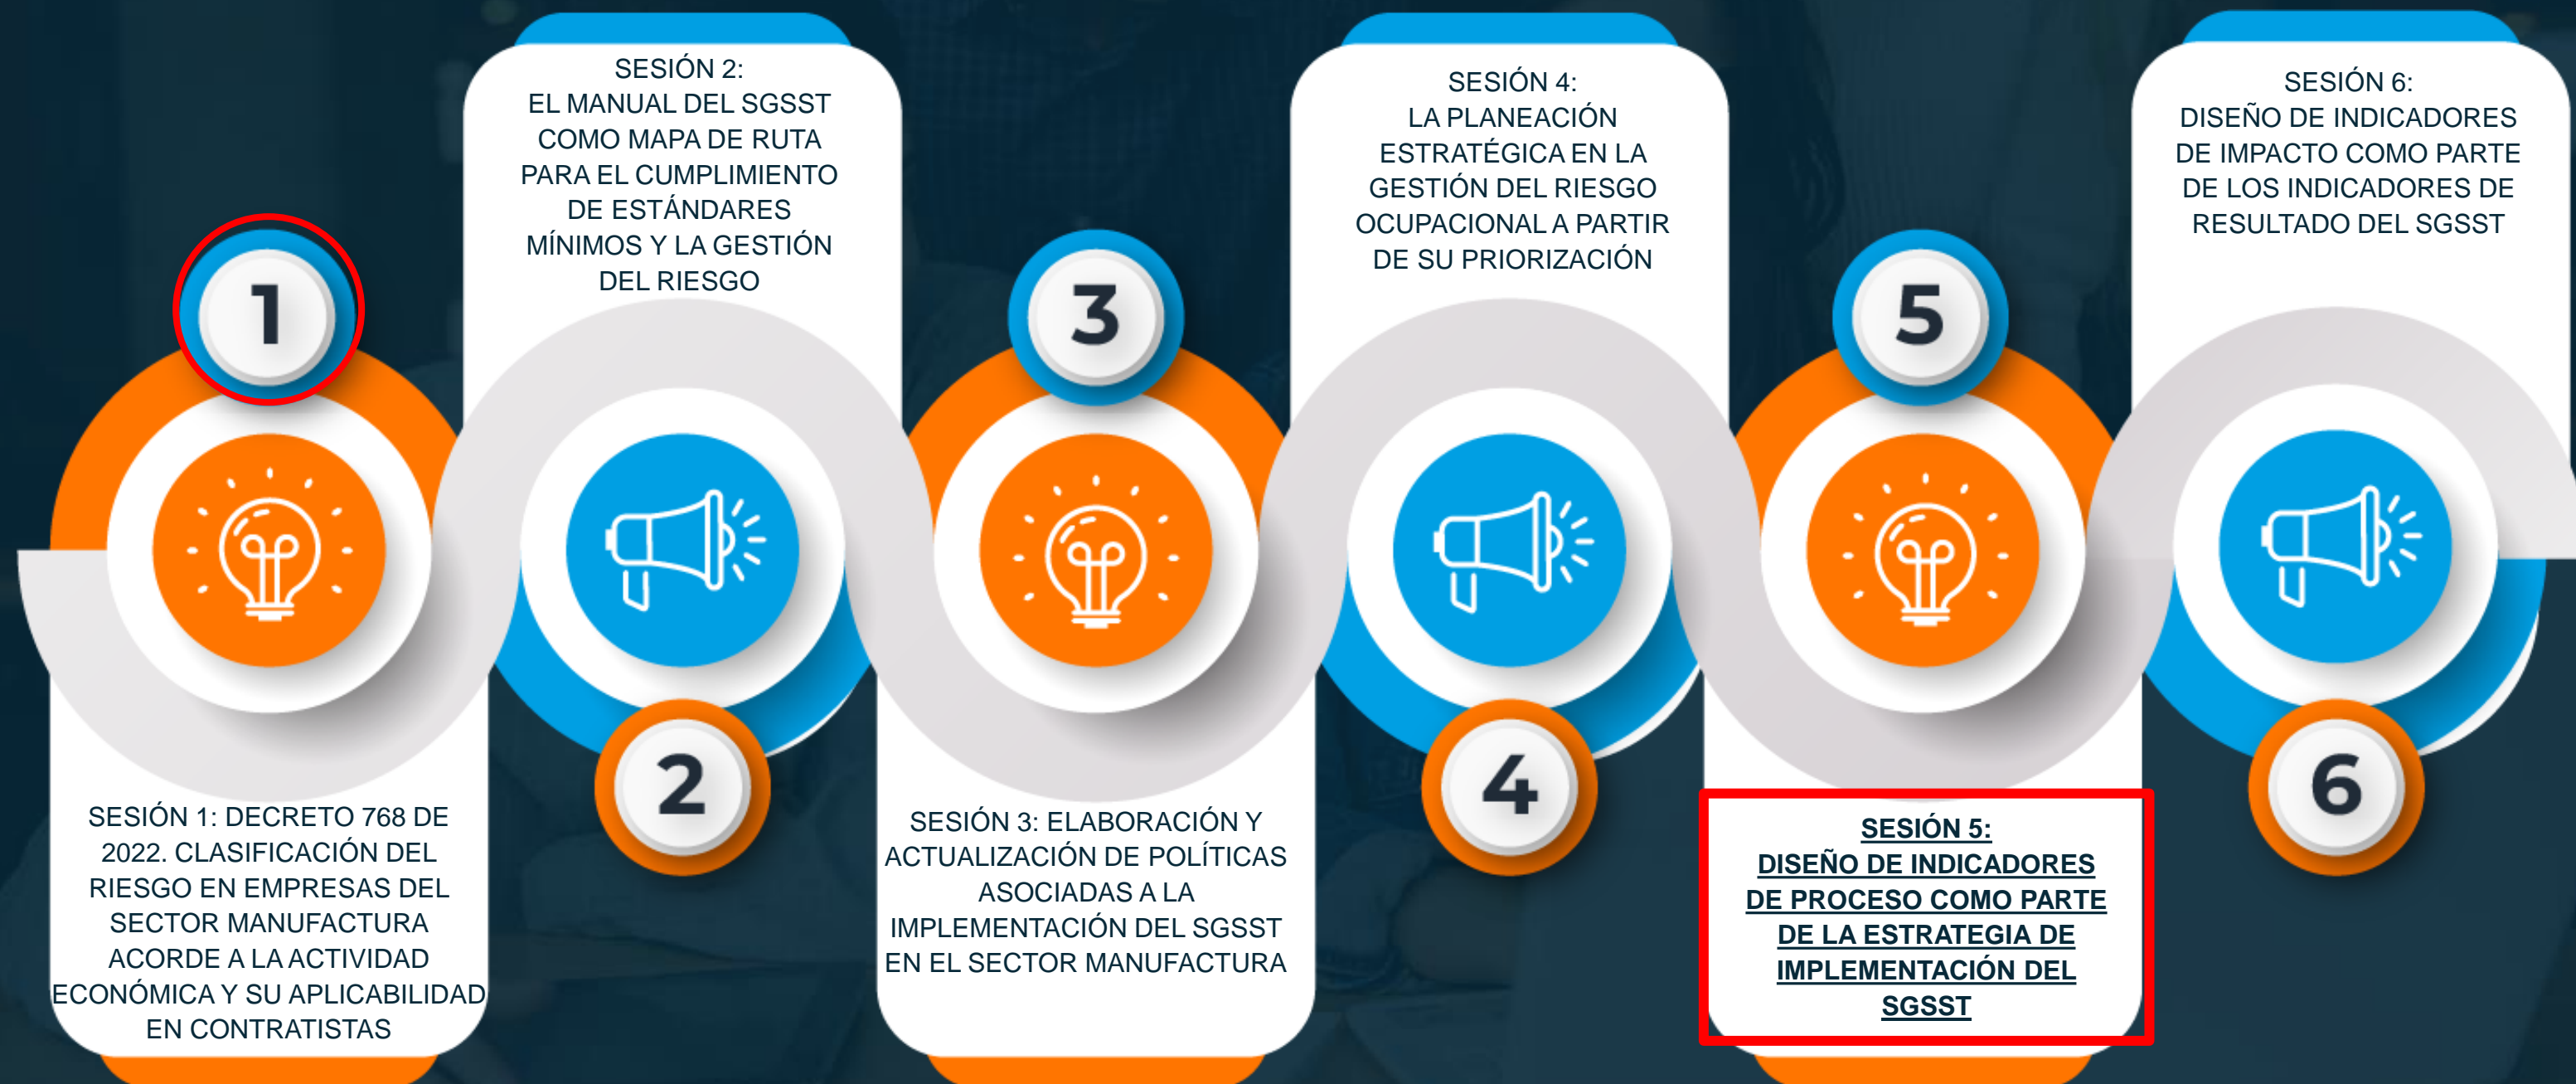 1
SESIÓN 1: DECRETO 768 DE
2022. CLASIFICACIÓN DEL
RIESGO EN EMPRESAS DEL
SECTOR MANUFACTURA
ACORDE A LA ACTIVIDAD
ECONÓMICA Y SU APLICABILIDAD
EN CONTRATISTAS
SESIÓN 2:
EL MANUAL DEL SGSST
COMO MAPA DE RUTA
PARA EL CUMPLIMIENTO
DE ESTÁNDARES
MÍNIMOS Y LA GESTIÓN
DEL RIESGO
2
3
SESIÓN 3: ELABORACIÓN Y
ACTUALIZACIÓN DE POLÍTICAS
ASOCIADAS A LA
IMPLEMENTACIÓN DEL SGSST
EN EL SECTOR MANUFACTURA
SESIÓN 4:
LA PLANEACIÓN
ESTRATÉGICA EN LA
GESTIÓN DEL RIESGO
OCUPACIONAL A PARTIR
DE SU PRIORIZACIÓN
4
5
SESIÓN 5:
DISEÑO DE INDICADORES
DE PROCESO COMO PARTE
DE LA ESTRATEGIA DE
IMPLEMENTACIÓN DEL
SGSST
SESIÓN 6:
DISEÑO DE INDICADORES
DE IMPACTO COMO PARTE
DE LOS INDICADORES DE
RESULTADO DEL SGSST
6